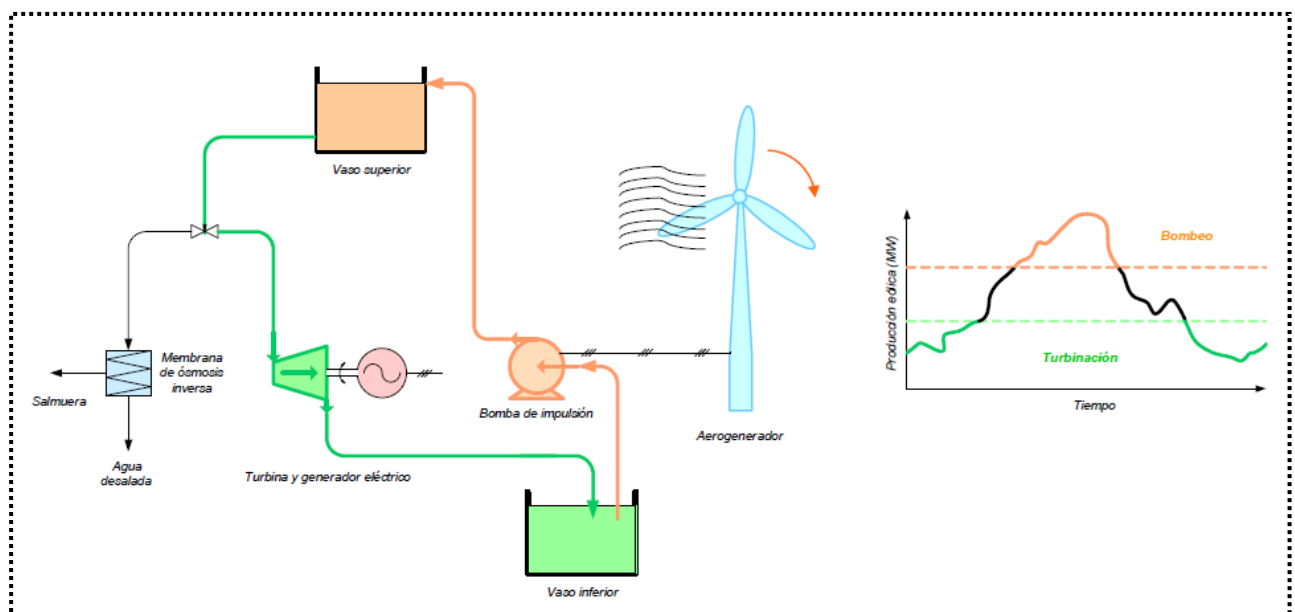 Vaso superior
Membrana
de ósmosis
inversa
Salmuera
Agua
desalada
Turbina y generador eléctrico
Bomba de impulsión
Vaso inferior
Aerogenerador
Producción eólica (MW)
Bombeo
Turbinación
Tiempo